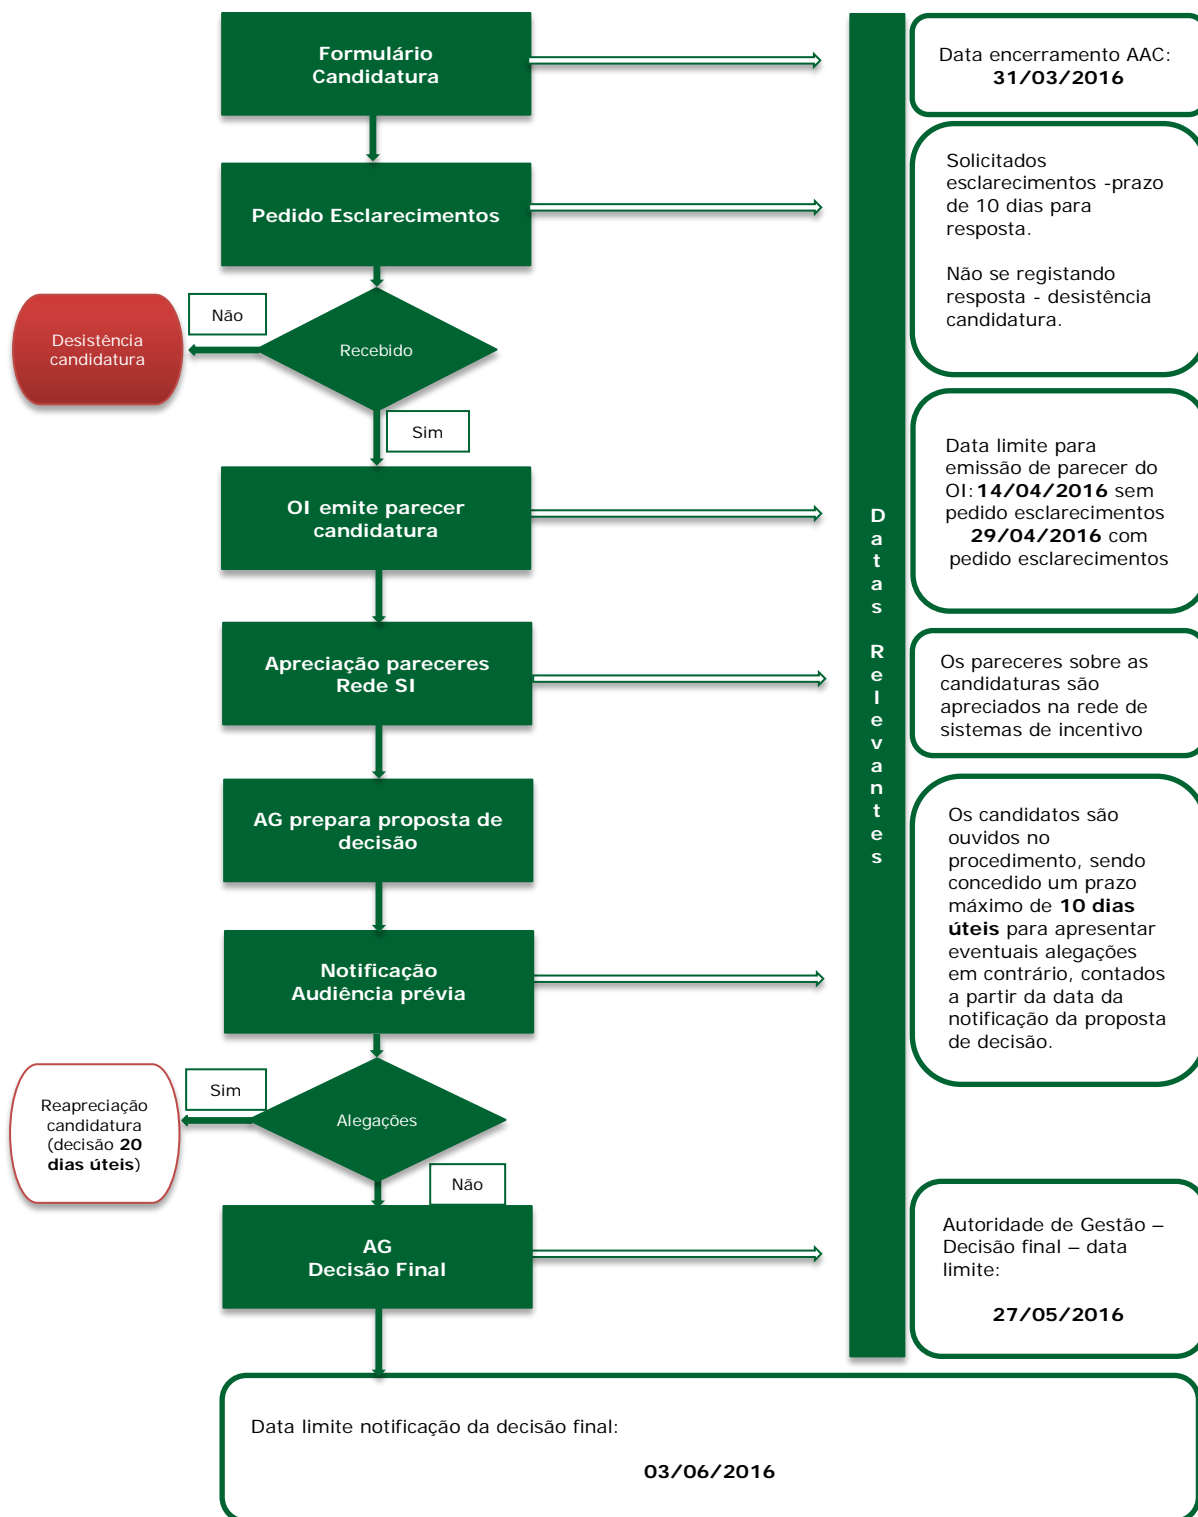 Formulário
Candidatura
Data encerramento AAC:
31/03/2016
Pedido Esclarecimentos
Solicitados
esclarecimentos -prazo
de 10 dias para
resposta.
Não se registando
resposta - desistência
candidatura.
Não
Desistência
candidatura
Recebido
Sim
OI emite parecer
candidatura
Data limite para
emissão de parecer do
OI: 14/04/2016 sem
pedido esclarecimentos
29/04/2016 com
pedido esclarecimentos
Datas Relevantes
Apreciação pareceres
Rede SI
Os pareceres sobre as
candidaturas são
apreciados na rede de
sistemas de incentivo
AG prepara proposta de
decisão
Os candidatos são
ouvidos no
procedimento, sendo
concedido um prazo
máximo de 10 dias
úteis para apresentar
eventuais alegações
em contrário, contados
a partir da data da
notificação da proposta
de decisão.
Notificação
Audiência prévia
Sim
Reapreciação
candidatura
(decisão 20
dias úteis)
Alegações
Não
AG
Decisão Final
Autoridade de Gestão –
Decisão final – data
limite:
27/05/2016
Data limite notificação da decisão final:
03/06/2016